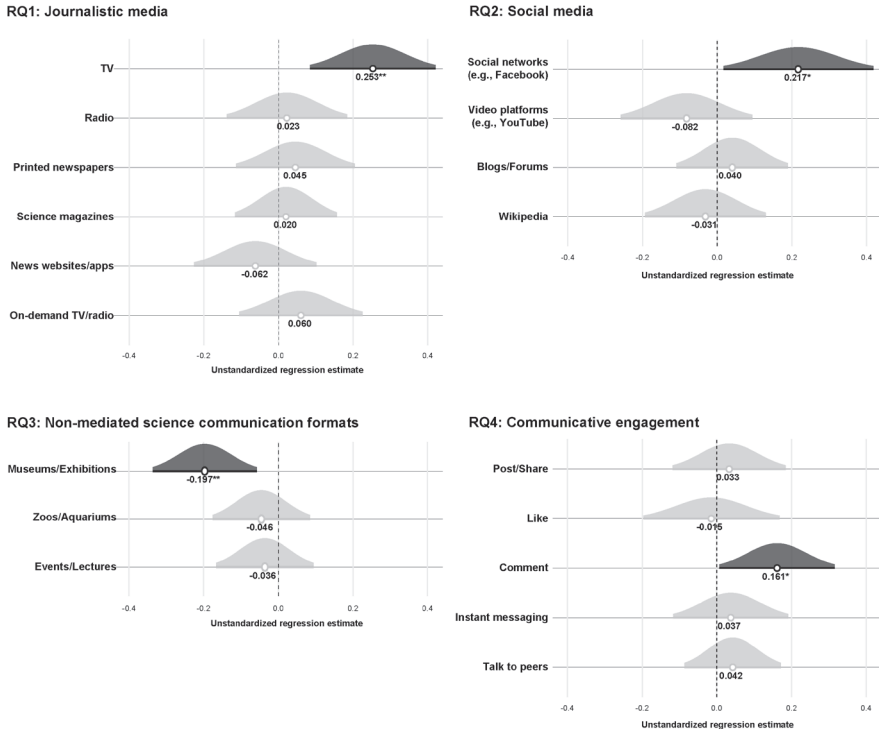 RQ1: Journalistic media
TV
0.253**
Radio
0.023
Printed newspapers
0.045
Science magazines
0.020
News websites/apps
-0.062
On-demand TV/radio
0.060
-0.4
-0.2
0.0
0.2
0.4
Unstandardized regression estimate
RQ2: Social media
Social networks
(e.g., Facebook)
0.217*
Video platforms
(e.g., YouTube)
-0.082
Blogs/Forums
0.040
Wikipedia
-0.031
-0.4
-0.2
0.0
0.2
0.4
Unstandardized regression estimate
RQ3: Non-mediated science communication formats
Museums/Exhibitions
-0.197**
Zoos/Aquariums
-0.046
Events/Lectures
-0.036
-0.4
-0.2
0.0
0.2
0.4
Unstandardized regression estimate
RQ4: Communicative engagement
Post/Share
0.033
Like
-0.015
Comment
0.161*
Instant messaging
0.037
Talk to peers
0.042
-0.4
-0.2
0.0
0.2
0.4
Unstandardized regression estimate